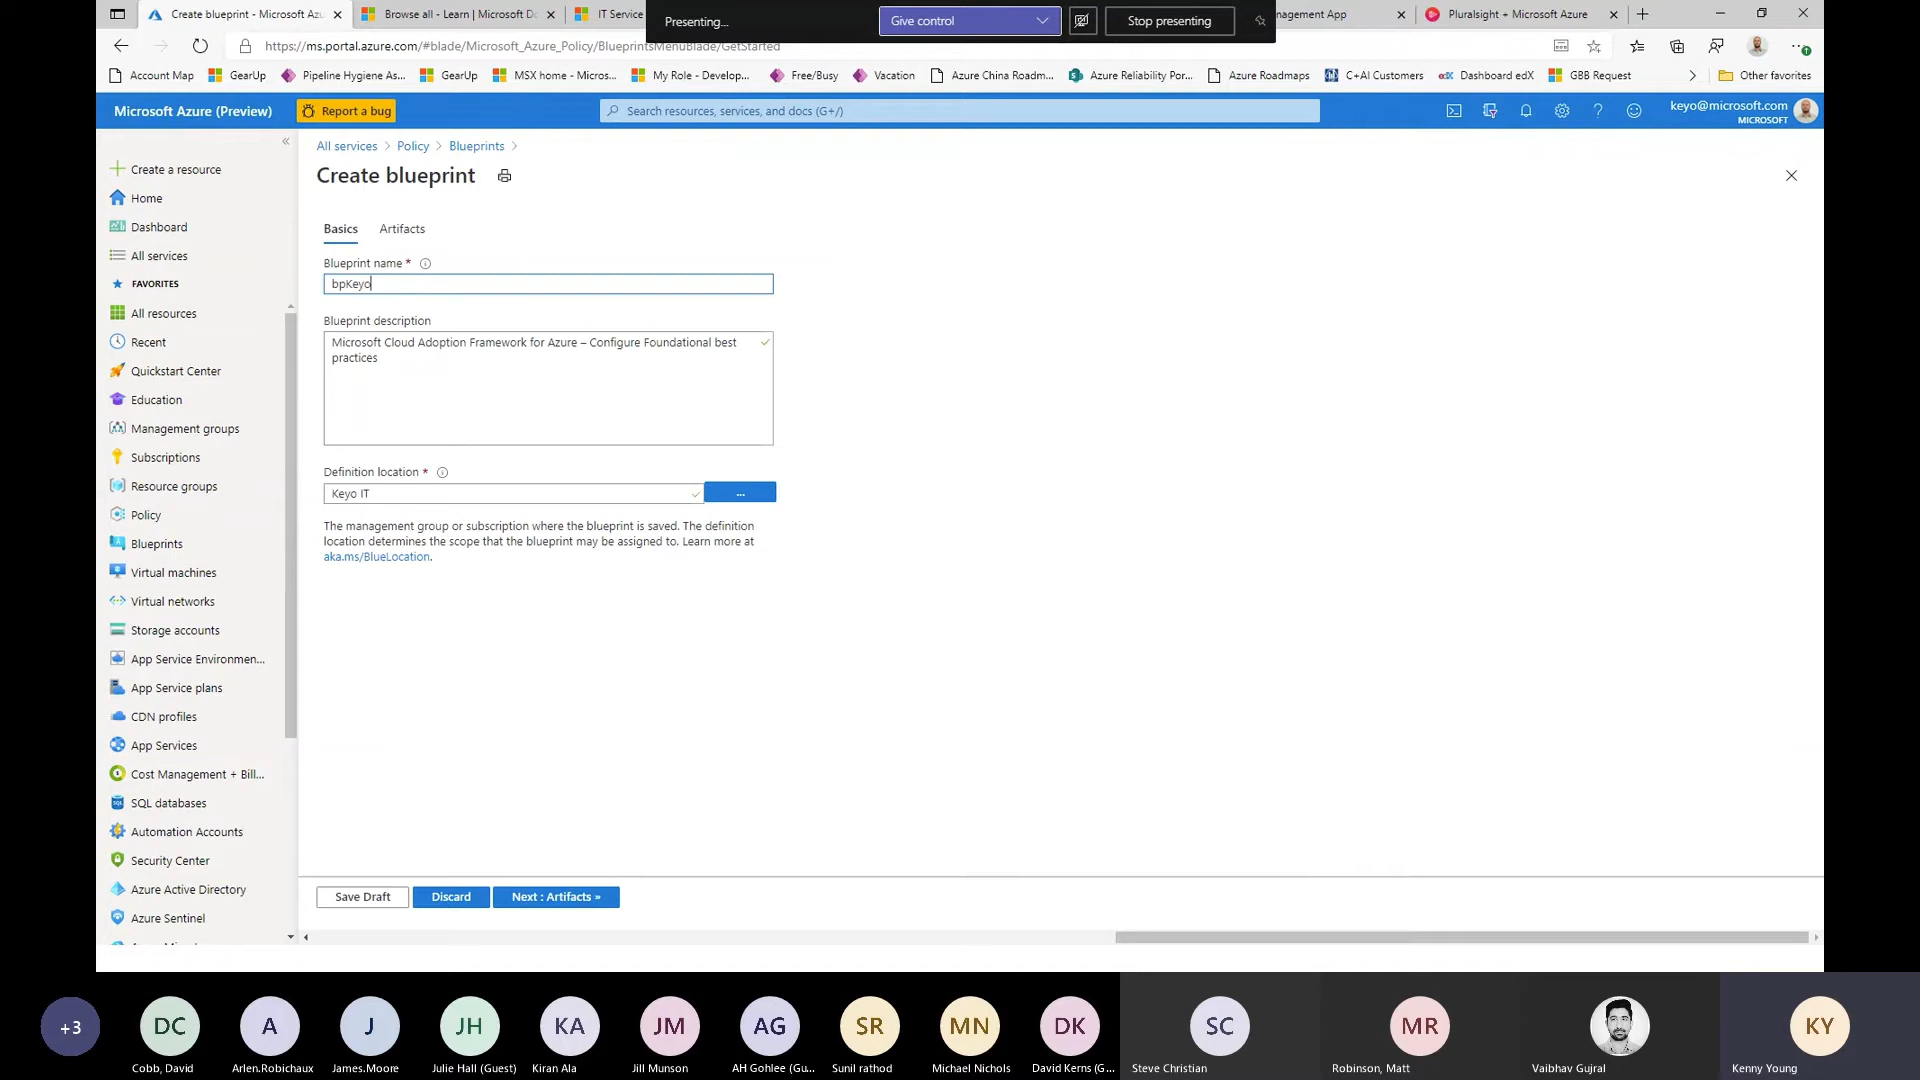 Create blueprint - Microsoft Azu
Browse all - Learn | Microsoft Do
IT Service
Presenting...
Give control
Stop presenting
nagement App
Pluralsight + Microsoft Azure
https://ms.portal.azure.com/#blade/Microsoft_Azure_Policy/BlueprintsMenuBlade/GetStarted
Account Map
GearUp
Pipeline Hygiene As...
GearUp
MSX home - Micros...
My Role - Develop...
Free/Busy
Vacation
Azure China Roadm...
Azure Reliability Por...
Azure Roadmaps
C+AI Customers
edX
Dashboard edX
GBB Request
Other favorites
Microsoft Azure (Preview)
Report a bug
Search resources, services, and docs (G+/)
keyo@microsoft.com
MICROSOFT
All services > Policy > Blueprints >
Create blueprint
Basics
Artifacts
Blueprint name *
bpKeyo
Blueprint description
Microsoft Cloud Adoption Framework for Azure – Configure Foundational best
practices
Definition location *
Keyo IT
...
The management group or subscription where the blueprint is saved. The definition
location determines the scope that the blueprint may be assigned to. Learn more at
aka.ms/BlueLocation.
Save Draft
Discard
Next : Artifacts »
Create a resource
Home
Dashboard
All services
FAVORITES
All resources
Recent
Quickstart Center
Education
Management groups
Subscriptions
Resource groups
Policy
Blueprints
Virtual machines
Virtual networks
Storage accounts
App Service Environmen...
App Service plans
CDN profiles
App Services
Cost Management + Bill...
SQL databases
Automation Accounts
Security Center
Azure Active Directory
Azure Sentinel
+3
DC
A
J
JH
KA
JM
AG
SR
MN
DK
SC
MR
KY
Cobb, David
Arlen.Robichaux
James.Moore
Julie Hall (Guest)
Kiran Ala
Jill Munson
AH Gohlee (Gu...
Sunil rathod
Michael Nichols
David Kerns (G...
Steve Christian
Robinson, Matt
Vaibhav Gujral
Kenny Young